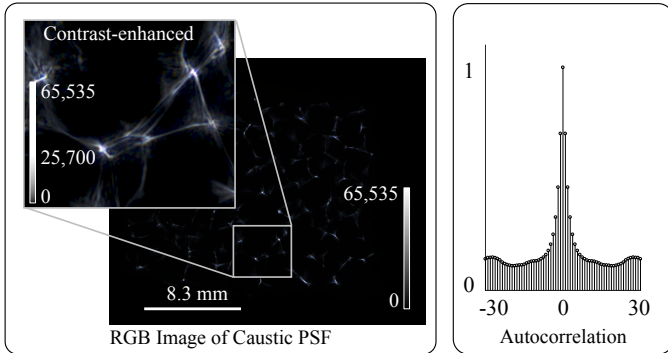 Contrast-enhanced
65,535
25,700
0
65,535
0
8.3 mm
RGB Image of Caustic PSF
1
0
-30
0
30
Autocorrelation